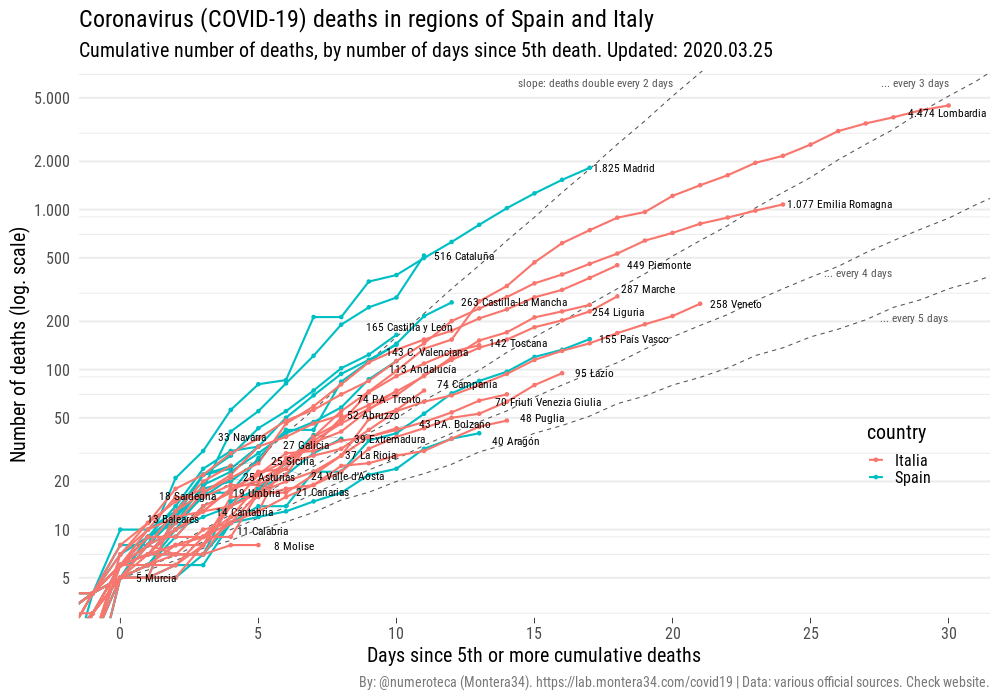 Coronavirus (COVID-19) deaths in regions of Spain and Italy
Cumulative number of deaths, by number of days since 5th death. Updated: 2020.03.25
slope: deaths double every 2 days
... every 3 days
5.000
4.474 Lombardia
2.000
1.825 Madrid
1.000
1.077 Emilia Romagna
500
516 Cataluña
449 Piemonte
... every 4 days
287 Marche
263 Castilla-La Mancha
258 Veneto
254 Liguria
200
... every 5 days
165 Castilla y León
155 País Vasco
142 Toscana
143 C. Valenciana
113 Andalucía
100
95 Lazio
74 Campania
74 P.A. Trento
70 Friuli Venezia Giulia
52 Abruzzo
50
48 Puglia
43 P.A. Bolzano
40 Aragón
39 Extremadura
33 Navarra
27 Galicia
37 La Rioja
25 Sicilia
25 Asturias
24 Valle d'Aosta
20
21 Canarias
19 Umbria
18 Sardegna
14 Cantabria
13 Baleares
11 Calabria
10
8 Molise
5
5 Murcia
country
Italia
Spain
0
5
10
15
20
25
30
Number of deaths (log. scale)
Days since 5th or more cumulative deaths
By: @numeroteca (Montera34). https://lab.montera34.com/covid19 | Data: various official sources. Check website.